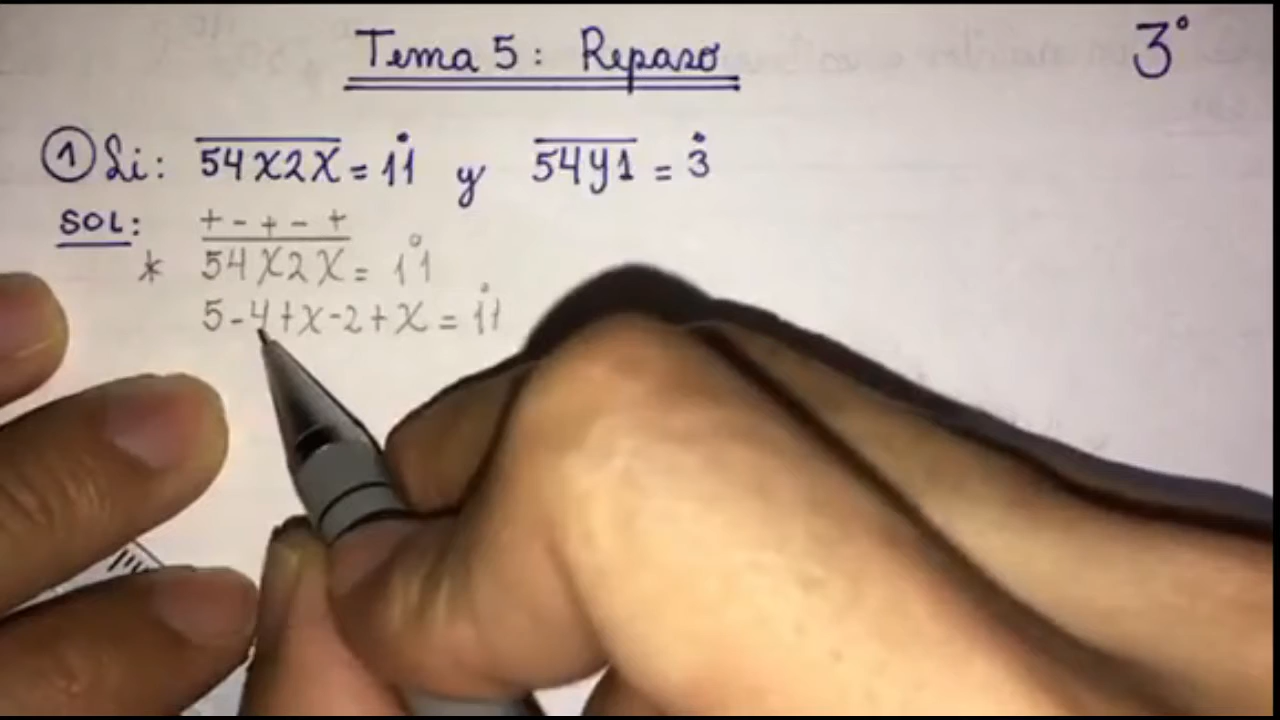 Tema 5: Repaso
3°
① Si: 54X2X = 11 y 54y1 = 3
SOL: + - + - +
* 54X2X = 11
5-4+x-2+x = 11